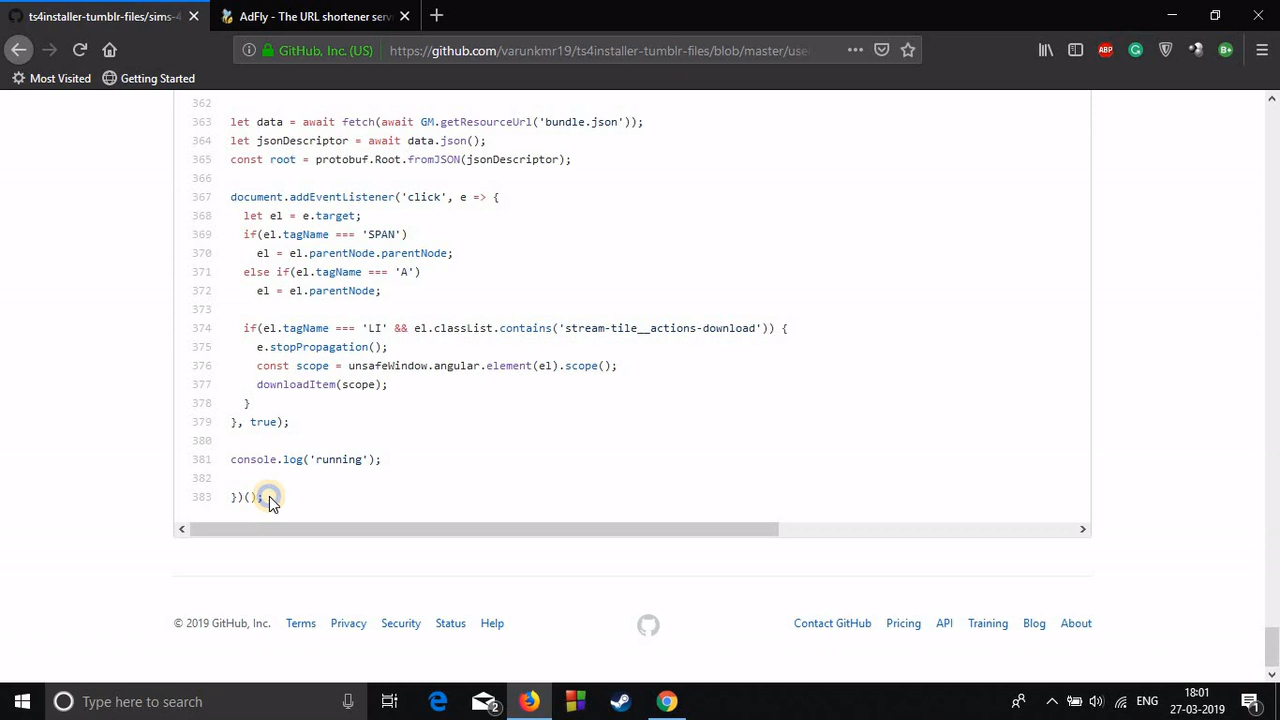 ts4installer-tumblr-files/sims-4
AdFly - The URL shortener serv
GitHub, Inc. (US)
https://github.com/varunkmr19/ts4installer-tumblr-files/blob/master/use
Most Visited
Getting Started
362
363 let data = await fetch(await GM.getResourceUrl('bundle.json'));
364 let jsonDescriptor = await data.json();
365 const root = protobuf.Root.fromJSON(jsonDescriptor);
366
367 document.addEventListener('click', e => {
368 let el = e.target;
369 if(el.tagName === 'SPAN')
370 el = el.parentNode.parentNode;
371 else if(el.tagName === 'A')
372 el = el.parentNode;
373
374 if(el.tagName === 'LI' && el.classList.contains('stream-tile__actions-download')) {
375 e.stopPropagation();
376 const scope = unsafeWindow.angular.element(el).scope();
377 downloadItem(scope);
378 }
379 }, true);
380
381 console.log('running');
382
383 })();
© 2019 GitHub, Inc. Terms Privacy Security Status Help Contact GitHub Pricing API Training Blog About
Type here to search
2
ENG
18:01
27-03-2019
1
ABP
B+